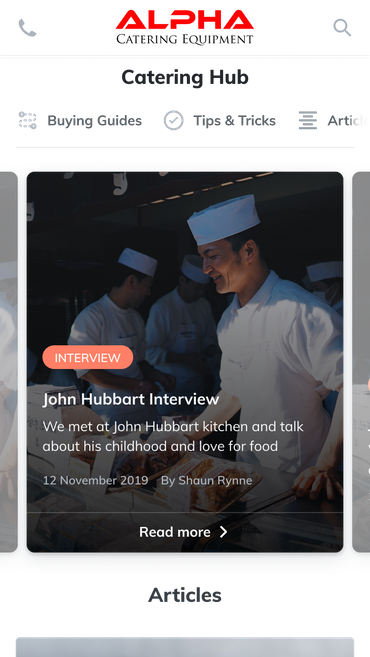 ALPHA
CATERING EQUIPMENT
Catering Hub
Buying Guides
Tips & Tricks
INTERVIEW
John Hubbart Interview
We met at John Hubbart kitchen and talk
about his childhood and love for food
12 November 2019 By Shaun Rynne
Read more
Articles